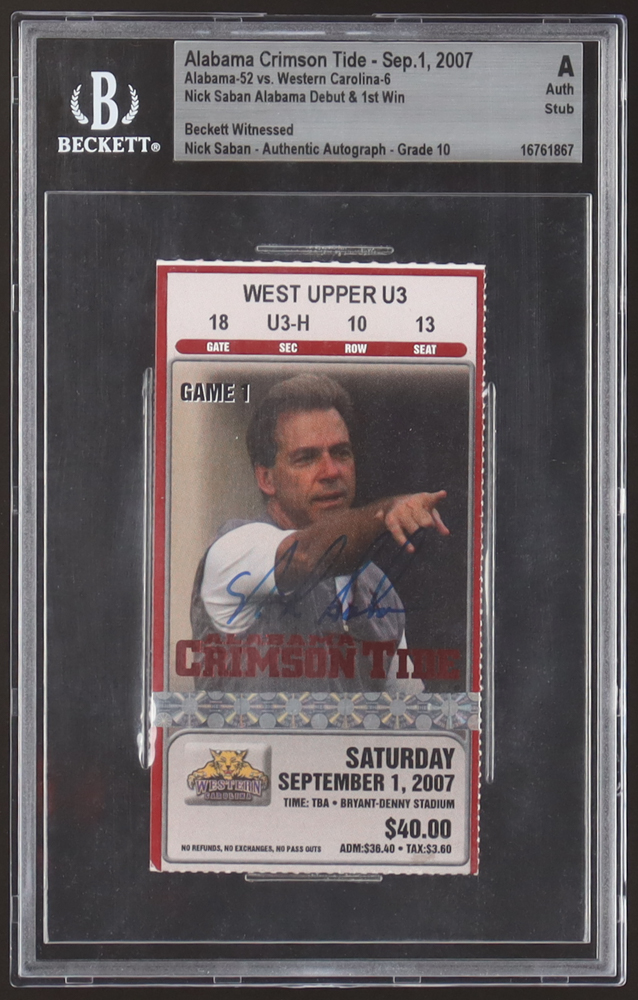 Alabama Crimson Tide - Sep.1, 2007
Alabama-52 vs. Western Carolina-6
Nick Saban Alabama Debut & 1st Win
Beckett Witnessed
Nick Saban - Authentic Autograph - Grade 10
A
Auth
Stub
16761867
B
BECKETT®
WEST UPPER U3
18 U3-H 10 13
GATE SEC ROW SEAT
GAME 1
Nick Saban
ALABAMA
CRIMSON TIDE
WESTERN
CAROLINA
SATURDAY
SEPTEMBER 1, 2007
TIME: TBA • BRYANT-DENNY STADIUM
$40.00
NO REFUNDS, NO EXCHANGES, NO PASS OUTS ADM:$36.40 • TAX:$3.60